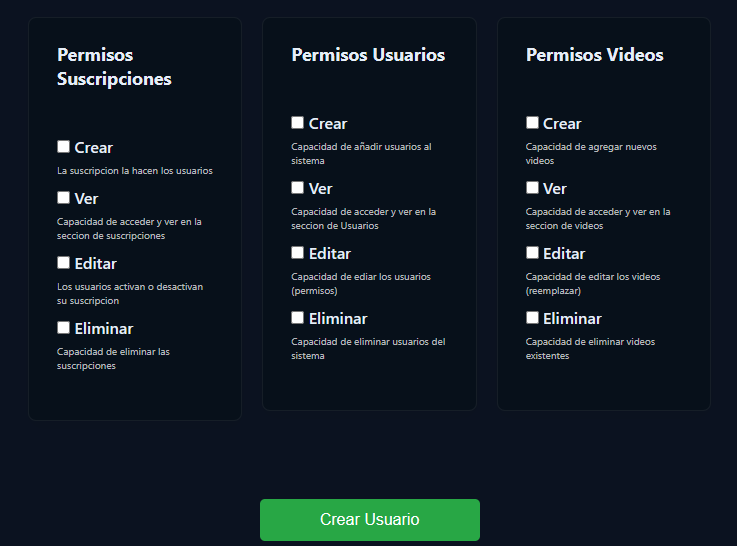 Permisos
Suscripciones
Crear
La suscripcion la hacen los usuarios
Ver
Capacidad de acceder y ver en la
seccion de suscripciones
Editar
Los usuarios activan o desactivan
su suscripcion
Eliminar
Capacidad de eliminar las
suscripciones
Permisos Usuarios
Crear
Capacidad de añadir usuarios al
sistema
Ver
Capacidad de acceder y ver en la
seccion de Usuarios
Editar
Capacidad de ediar los usuarios
(permisos)
Eliminar
Capacidad de eliminar usuarios del
sistema
Permisos Videos
Crear
Capacidad de agregar nuevos
videos
Ver
Capacidad de acceder y ver en la
seccion de videos
Editar
Capacidad de editar los videos
(reemplazar)
Eliminar
Capacidad de eliminar videos
existentes
Crear Usuario